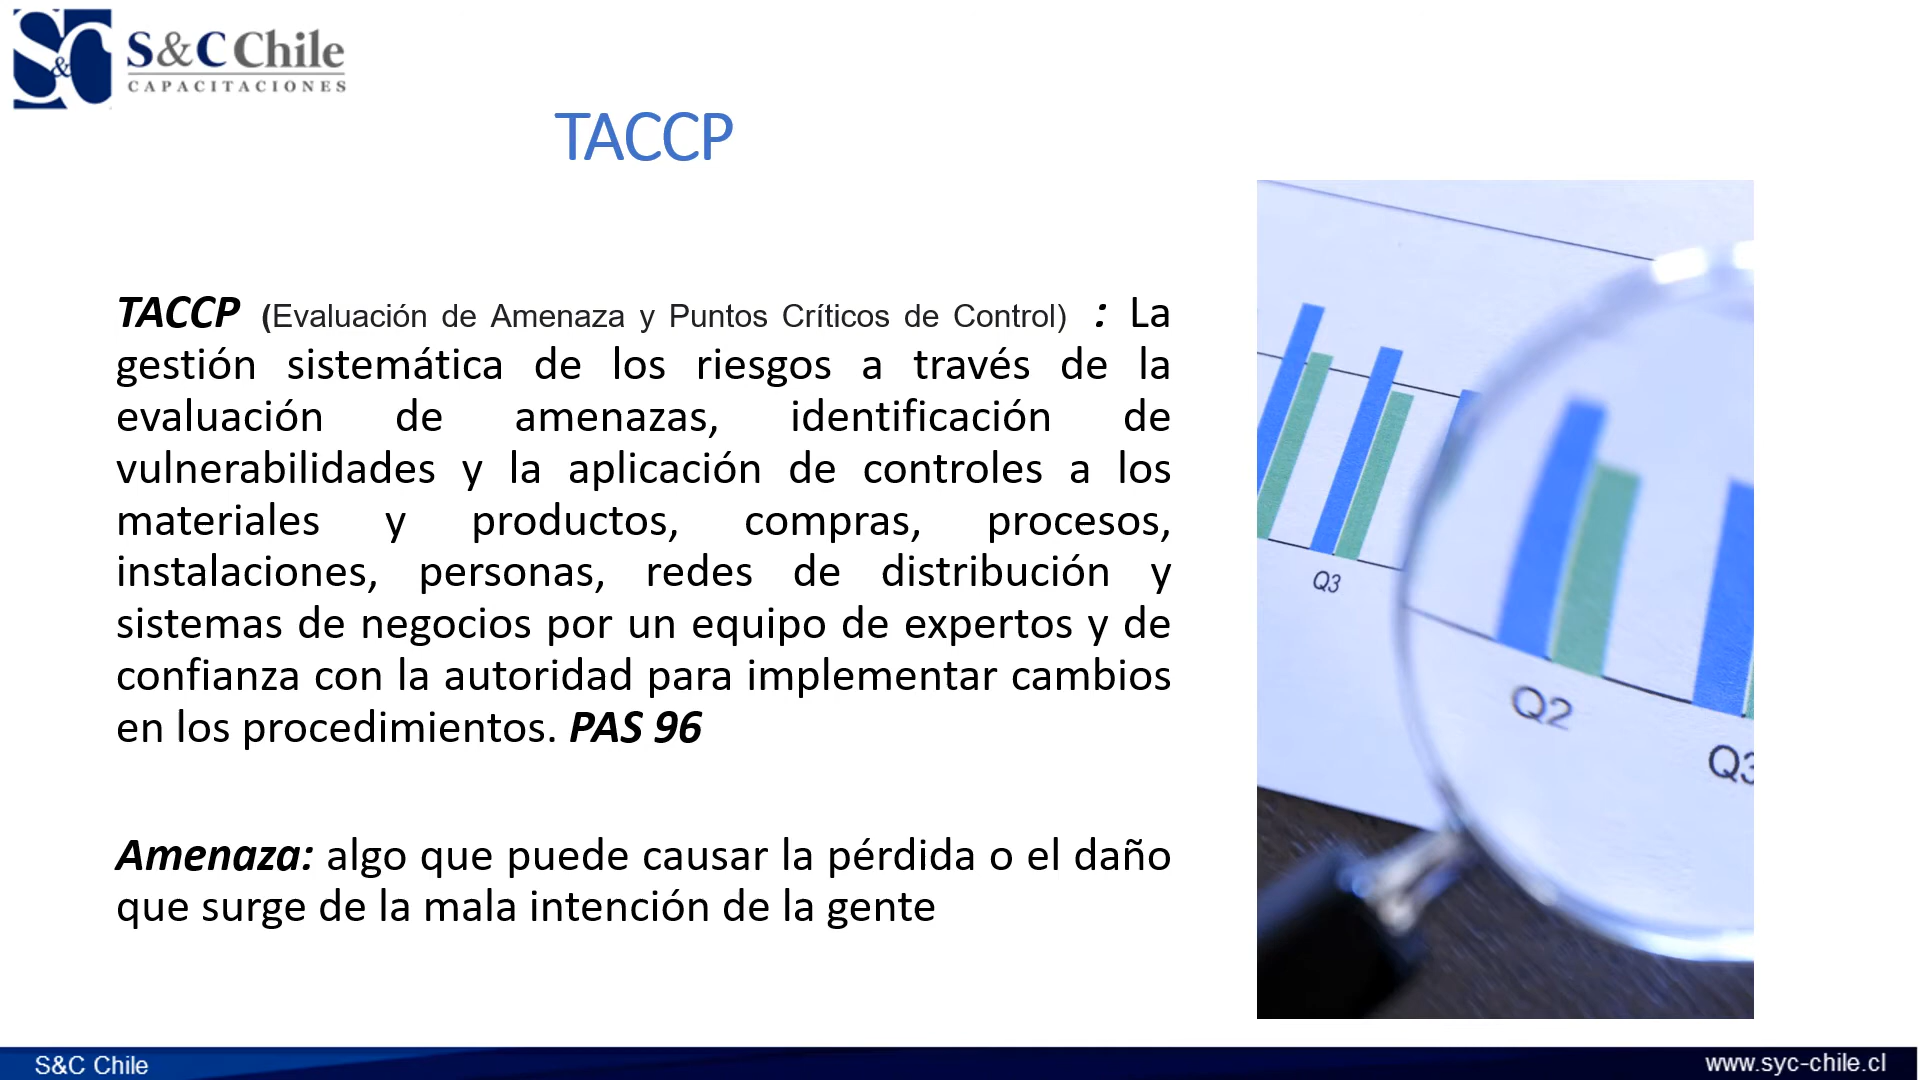 S&C Chile
CAPACITACIONES
TACCP
TACCP (Evaluación de Amenaza y Puntos Críticos de Control) : La
gestión sistemática de los riesgos a través de la
evaluación de amenazas, identificación de
vulnerabilidades y la aplicación de controles a los
materiales y productos, compras, procesos,
instalaciones, personas, redes de distribución y
sistemas de negocios por un equipo de expertos y de
confianza con la autoridad para implementar cambios
en los procedimientos. PAS 96
Amenaza: algo que puede causar la pérdida o el daño
que surge de la mala intención de la gente
Q3
Q2
Q3
S&C Chile
www.syc-chile.cl